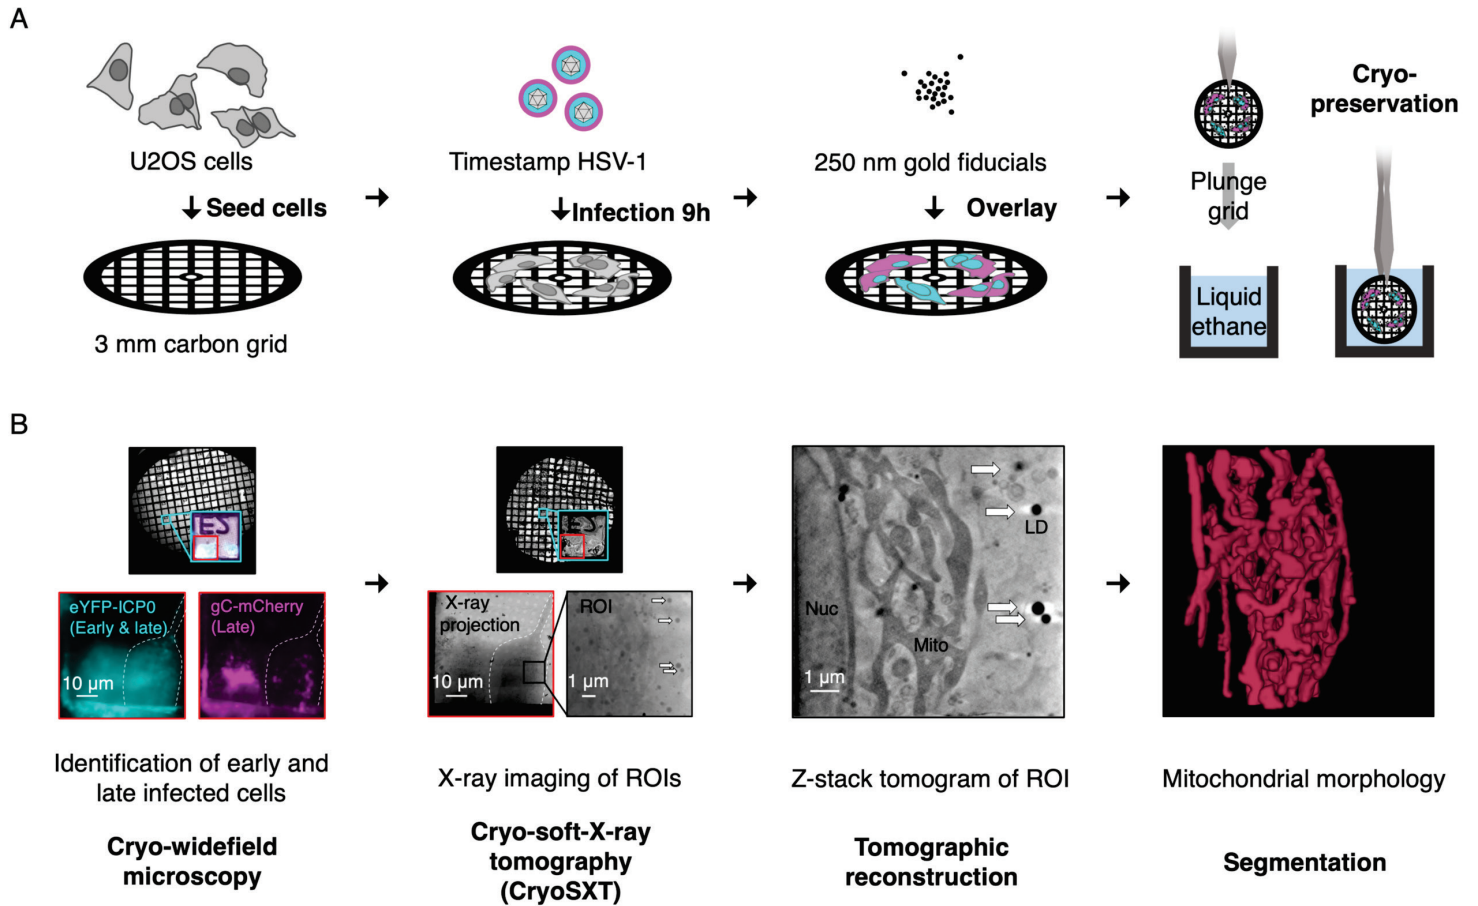 A
U2OS cells
Seed cells
3 mm carbon grid
Timestamp HSV-1
Infection 9h
250 nm gold fiducials
Overlay
Cryo-
preservation
Plunge
grid
Liquid
ethane
B
E2
eYFP-ICP0
(Early & late)
10 µm
gC-mCherry
(Late)
Identification of early and
late infected cells
Cryo-widefield
microscopy
E2
X-ray
projection
10 µm
ROI
1 µm
X-ray imaging of ROIs
Cryo-soft-X-ray
tomography
(CryoSXT)
LD
Nuc
Mito
1 µm
Z-stack tomogram of ROI
Tomographic
reconstruction
Mitochondrial morphology
Segmentation